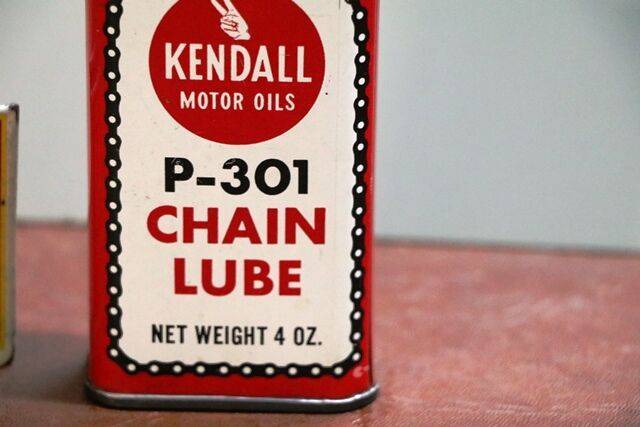 KENDALL
MOTOR OILS
P-301
CHAIN
LUBE
NET WEIGHT 4 OZ.